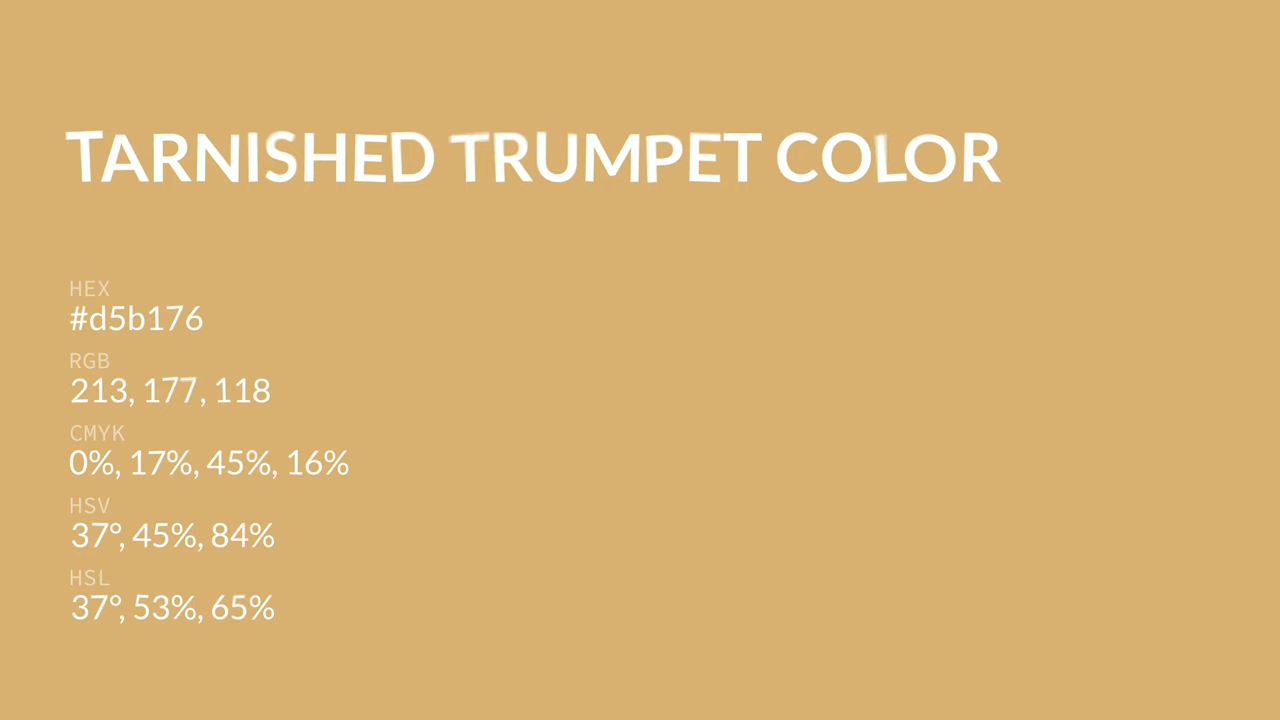 TARNISHED TRUMPET COLOR
HEX
#d5b176
RGB
213, 177, 118
CMYK
0%, 17%, 45%, 16%
HSV
37°, 45%, 84%
HSL
37°, 53%, 65%